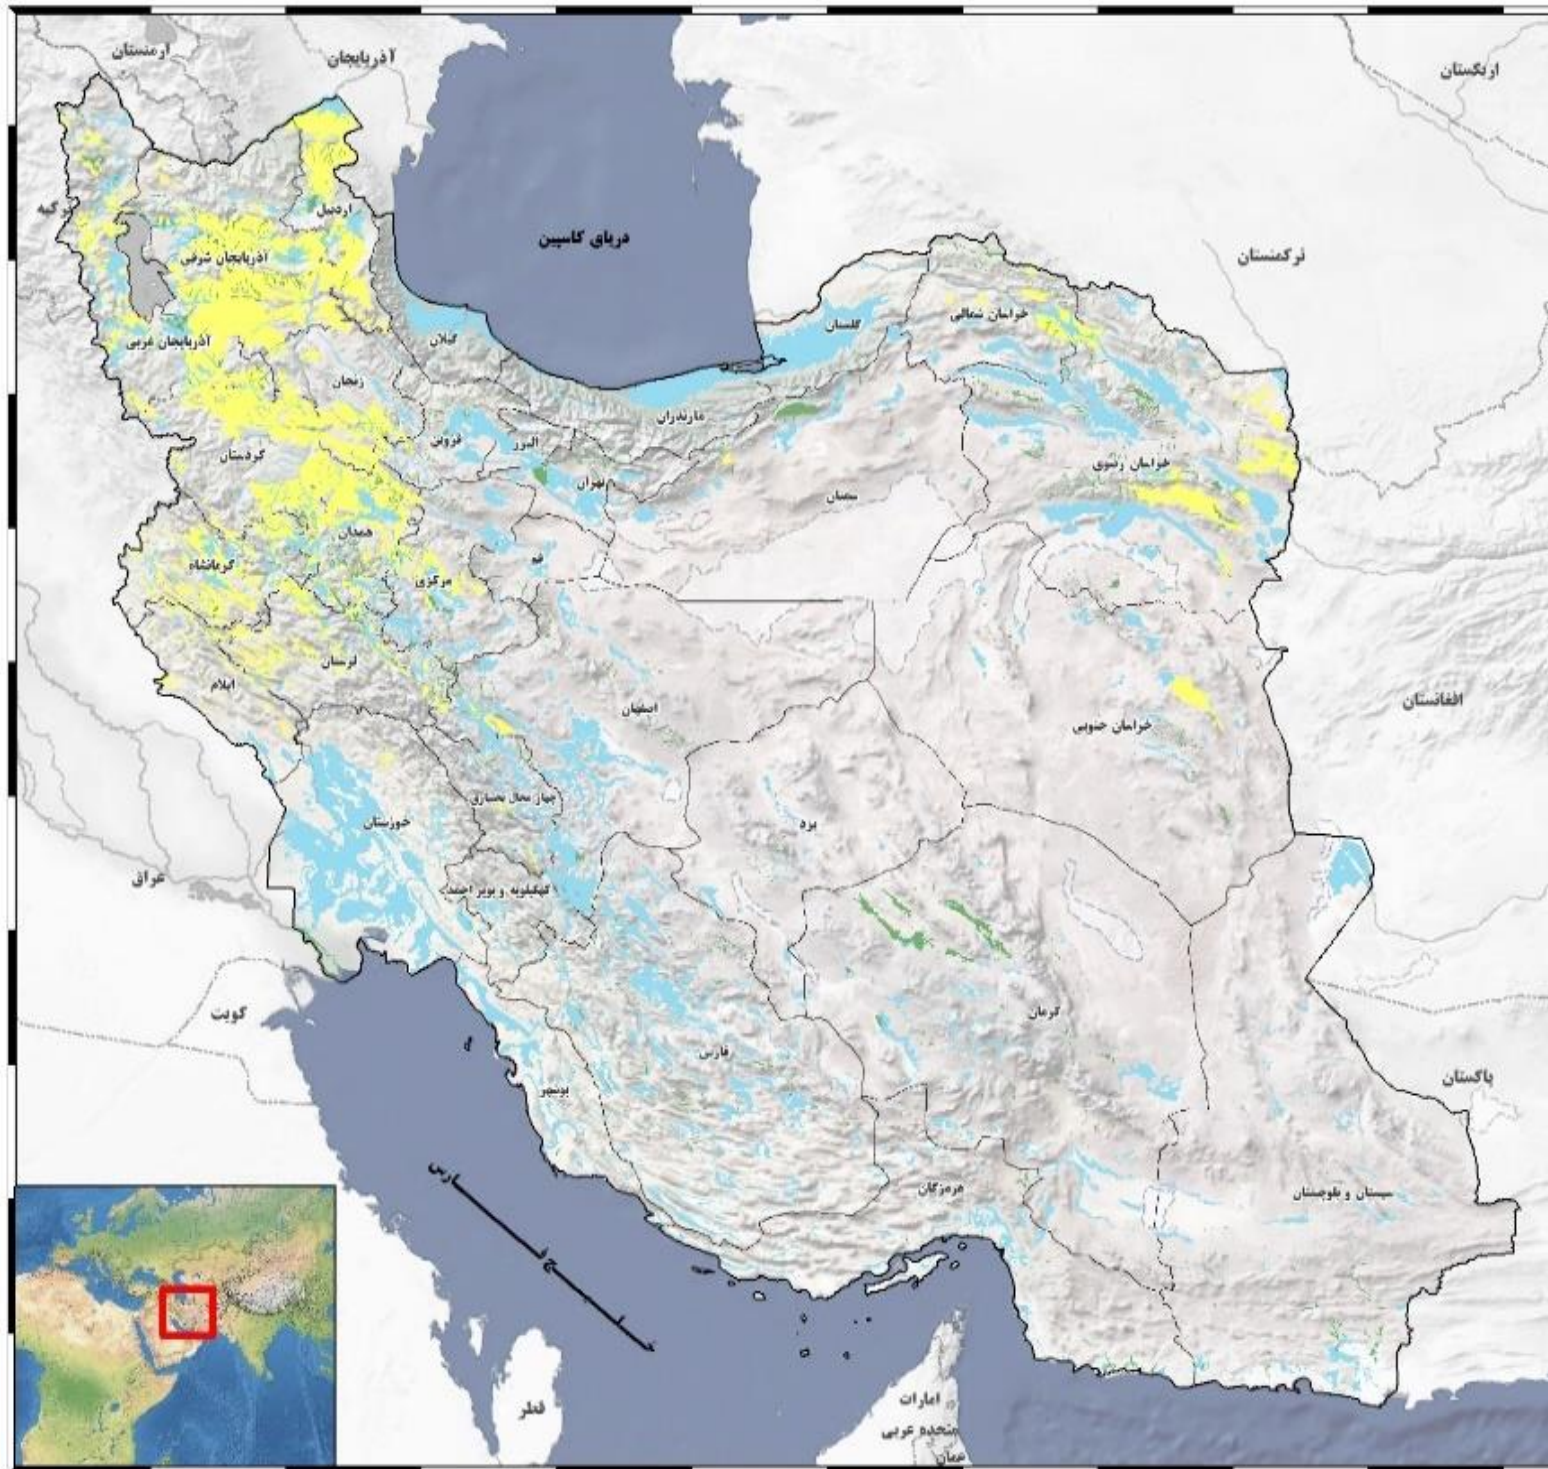 ارمنستان
آذربایجان
ازبکستان
ترکیه
اردبیل
دریای کاسپین
ترکمنستان
آذربایجان شرقی
آذربایجان غربی
گیلان
گلستان
خراسان شمالی
زنجان
مازندران
قزوین
البرز
کردستان
تهران
سمنان
خراسان رضوی
همدان
کرمانشاه
مرکزی
قم
لرستان
ایلام
اصفهان
خراسان جنوبی
افغانستان
چهار محال بختیاری
خوزستان
یزد
عراق
کهگیلویه و بویر احمد
کویت
کرمان
فارس
بوشهر
پاکستان
هرمزگان
سیستان و بلوچستان
خلیج فارس
قطر
امارات
متحده عربی
عمان